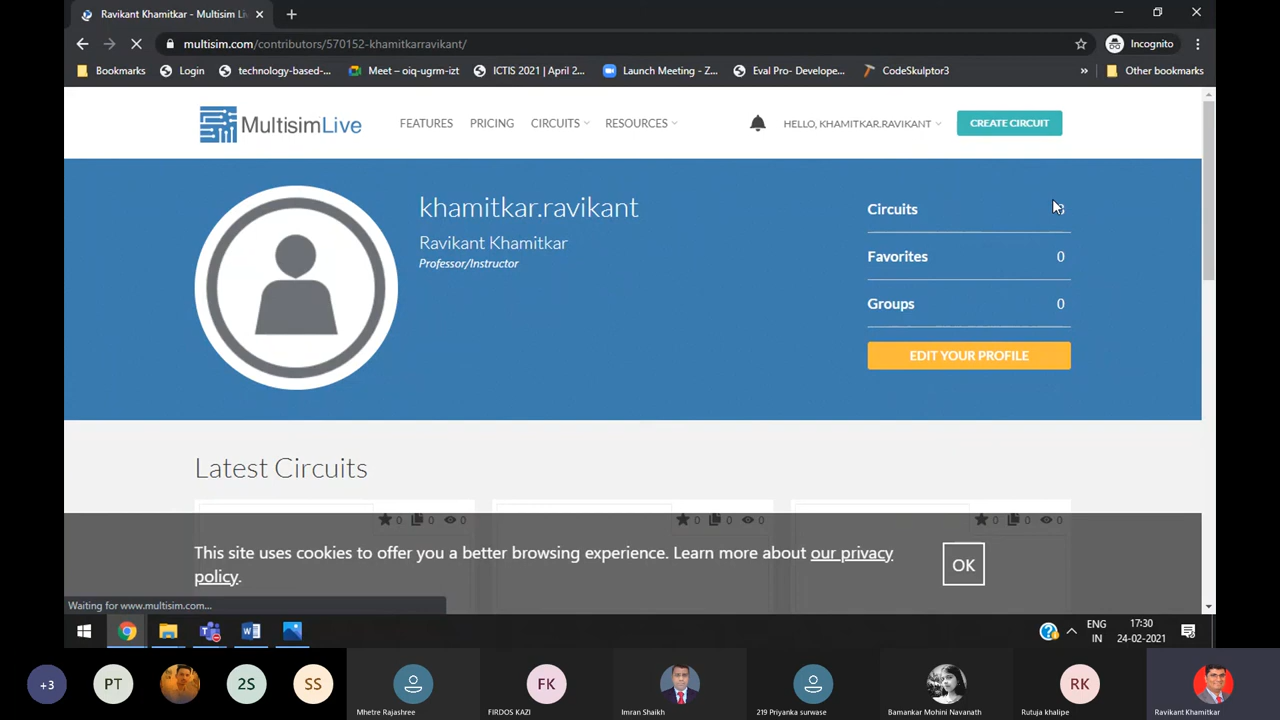 Ravikant Khamitkar - Multisim Li
multisim.com/contributors/570152-khamitkarravikant/
Incognito
Bookmarks
Login
technology-based-...
Meet – oiq-ugrm-izt
ICTIS 2021 | April 2...
Launch Meeting - Z...
Eval Pro- Develope...
CodeSkulptor3
»
Other bookmarks
MultisimLive
FEATURES
PRICING
CIRCUITS
RESOURCES
HELLO, KHAMITKAR.RAVIKANT
CREATE CIRCUIT
khamitkar.ravikant
Ravikant Khamitkar
Professor/Instructor
Circuits
Favorites 0
Groups 0
EDIT YOUR PROFILE
Latest Circuits
0 0 0
0 0 0
0 0 0
This site uses cookies to offer you a better browsing experience. Learn more about our privacy
policy.
OK
Waiting for www.multisim.com...
ENG
IN
17:30
24-02-2021
+3
PT
2S
SS
Mhetre Rajashree
FK
FIRDOS KAZI
Imran Shaikh
219 Priyanka surwase
Bamankar Mohini Navanath
RK
Rutuja khalipe
Ravikant Khamitkar